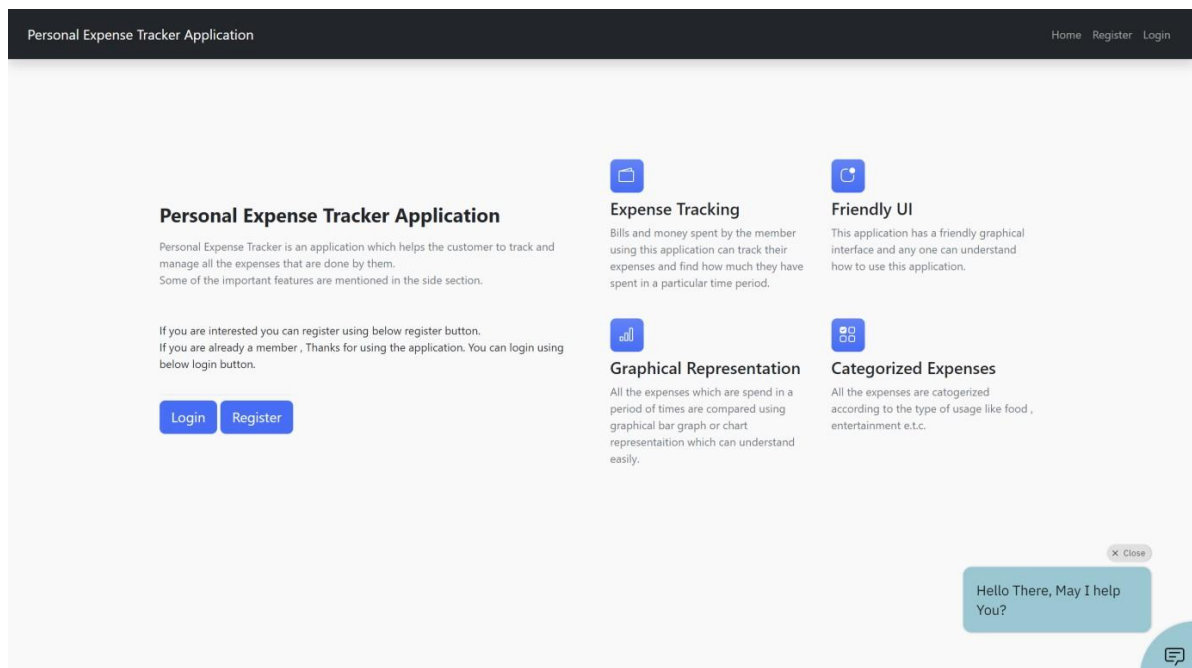 Personal Expense Tracker Application
Home Register Login
Personal Expense Tracker Application
Personal Expense Tracker is an application which helps the customer to track and
manage all the expenses that are done by them.
Some of the important features are mentioned in the side section.
If you are interested you can register using below register button.
If you are already a member , Thanks for using the application. You can login using
below login button.
Login Register
Expense Tracking
Bills and money spent by the member
using this application can track their
expenses and find how much they have
spent in a particular time period.
Friendly UI
This application has a friendly graphical
interface and any one can understand
how to use this application.
Graphical Representation
All the expenses which are spend in a
period of times are compared using
graphical bar graph or chart
representaition which can understand
easily.
Categorized Expenses
All the expenses are catogerized
according to the type of usage like food ,
entertainment e.t.c.
× Close
Hello There, May I help
You?